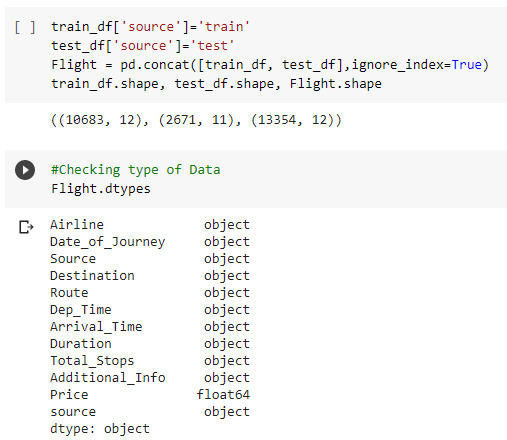 [ ] train_df['source']='train'
test_df['source']='test'
Flight = pd.concat([train_df, test_df],ignore_index=True)
train_df.shape, test_df.shape, Flight.shape
((10683, 12), (2671, 11), (13354, 12))
#Checking type of Data
Flight.dtypes
Airline object
Date_of_Journey object
Source object
Destination object
Route object
Dep_Time object
Arrival_Time object
Duration object
Total_Stops object
Additional_Info object
Price float64
source object
dtype: object